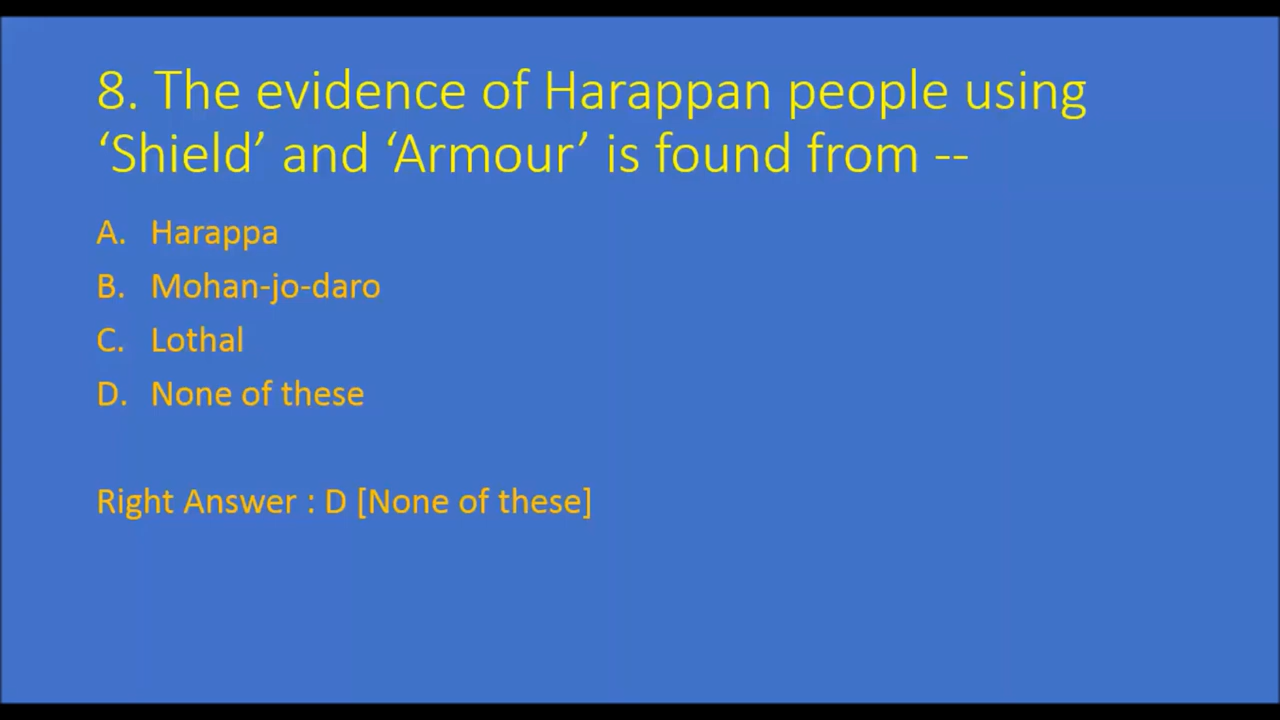 8. The evidence of Harappan people using
‘Shield’ and ‘Armour’ is found from --
A. Harappa
B. Mohan-jo-daro
C. Lothal
D. None of these
Right Answer : D [None of these]